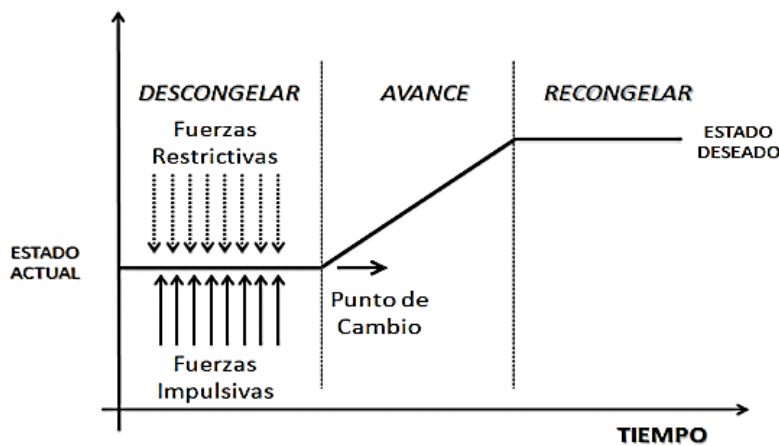 DESCONGELAR
AVANCE
RECONGELAR
Fuerzas
Restrictivas
ESTADO
DESEADO
ESTADO
ACTUAL
Punto de
Cambio
Fuerzas
Impulsivas
TIEMPO